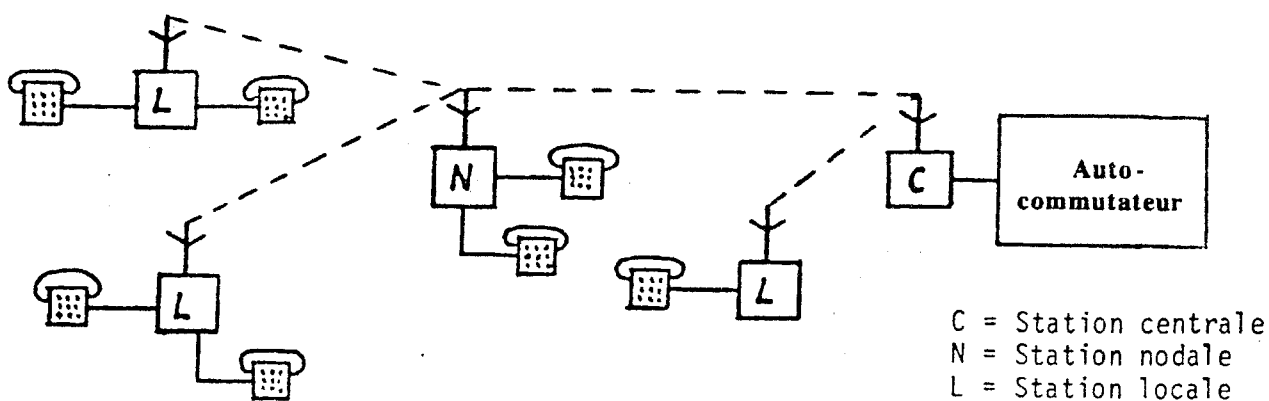 L
N
C
Auto-
commutateur
L
L
C = Station centrale
N = Station nodale
L = Station locale